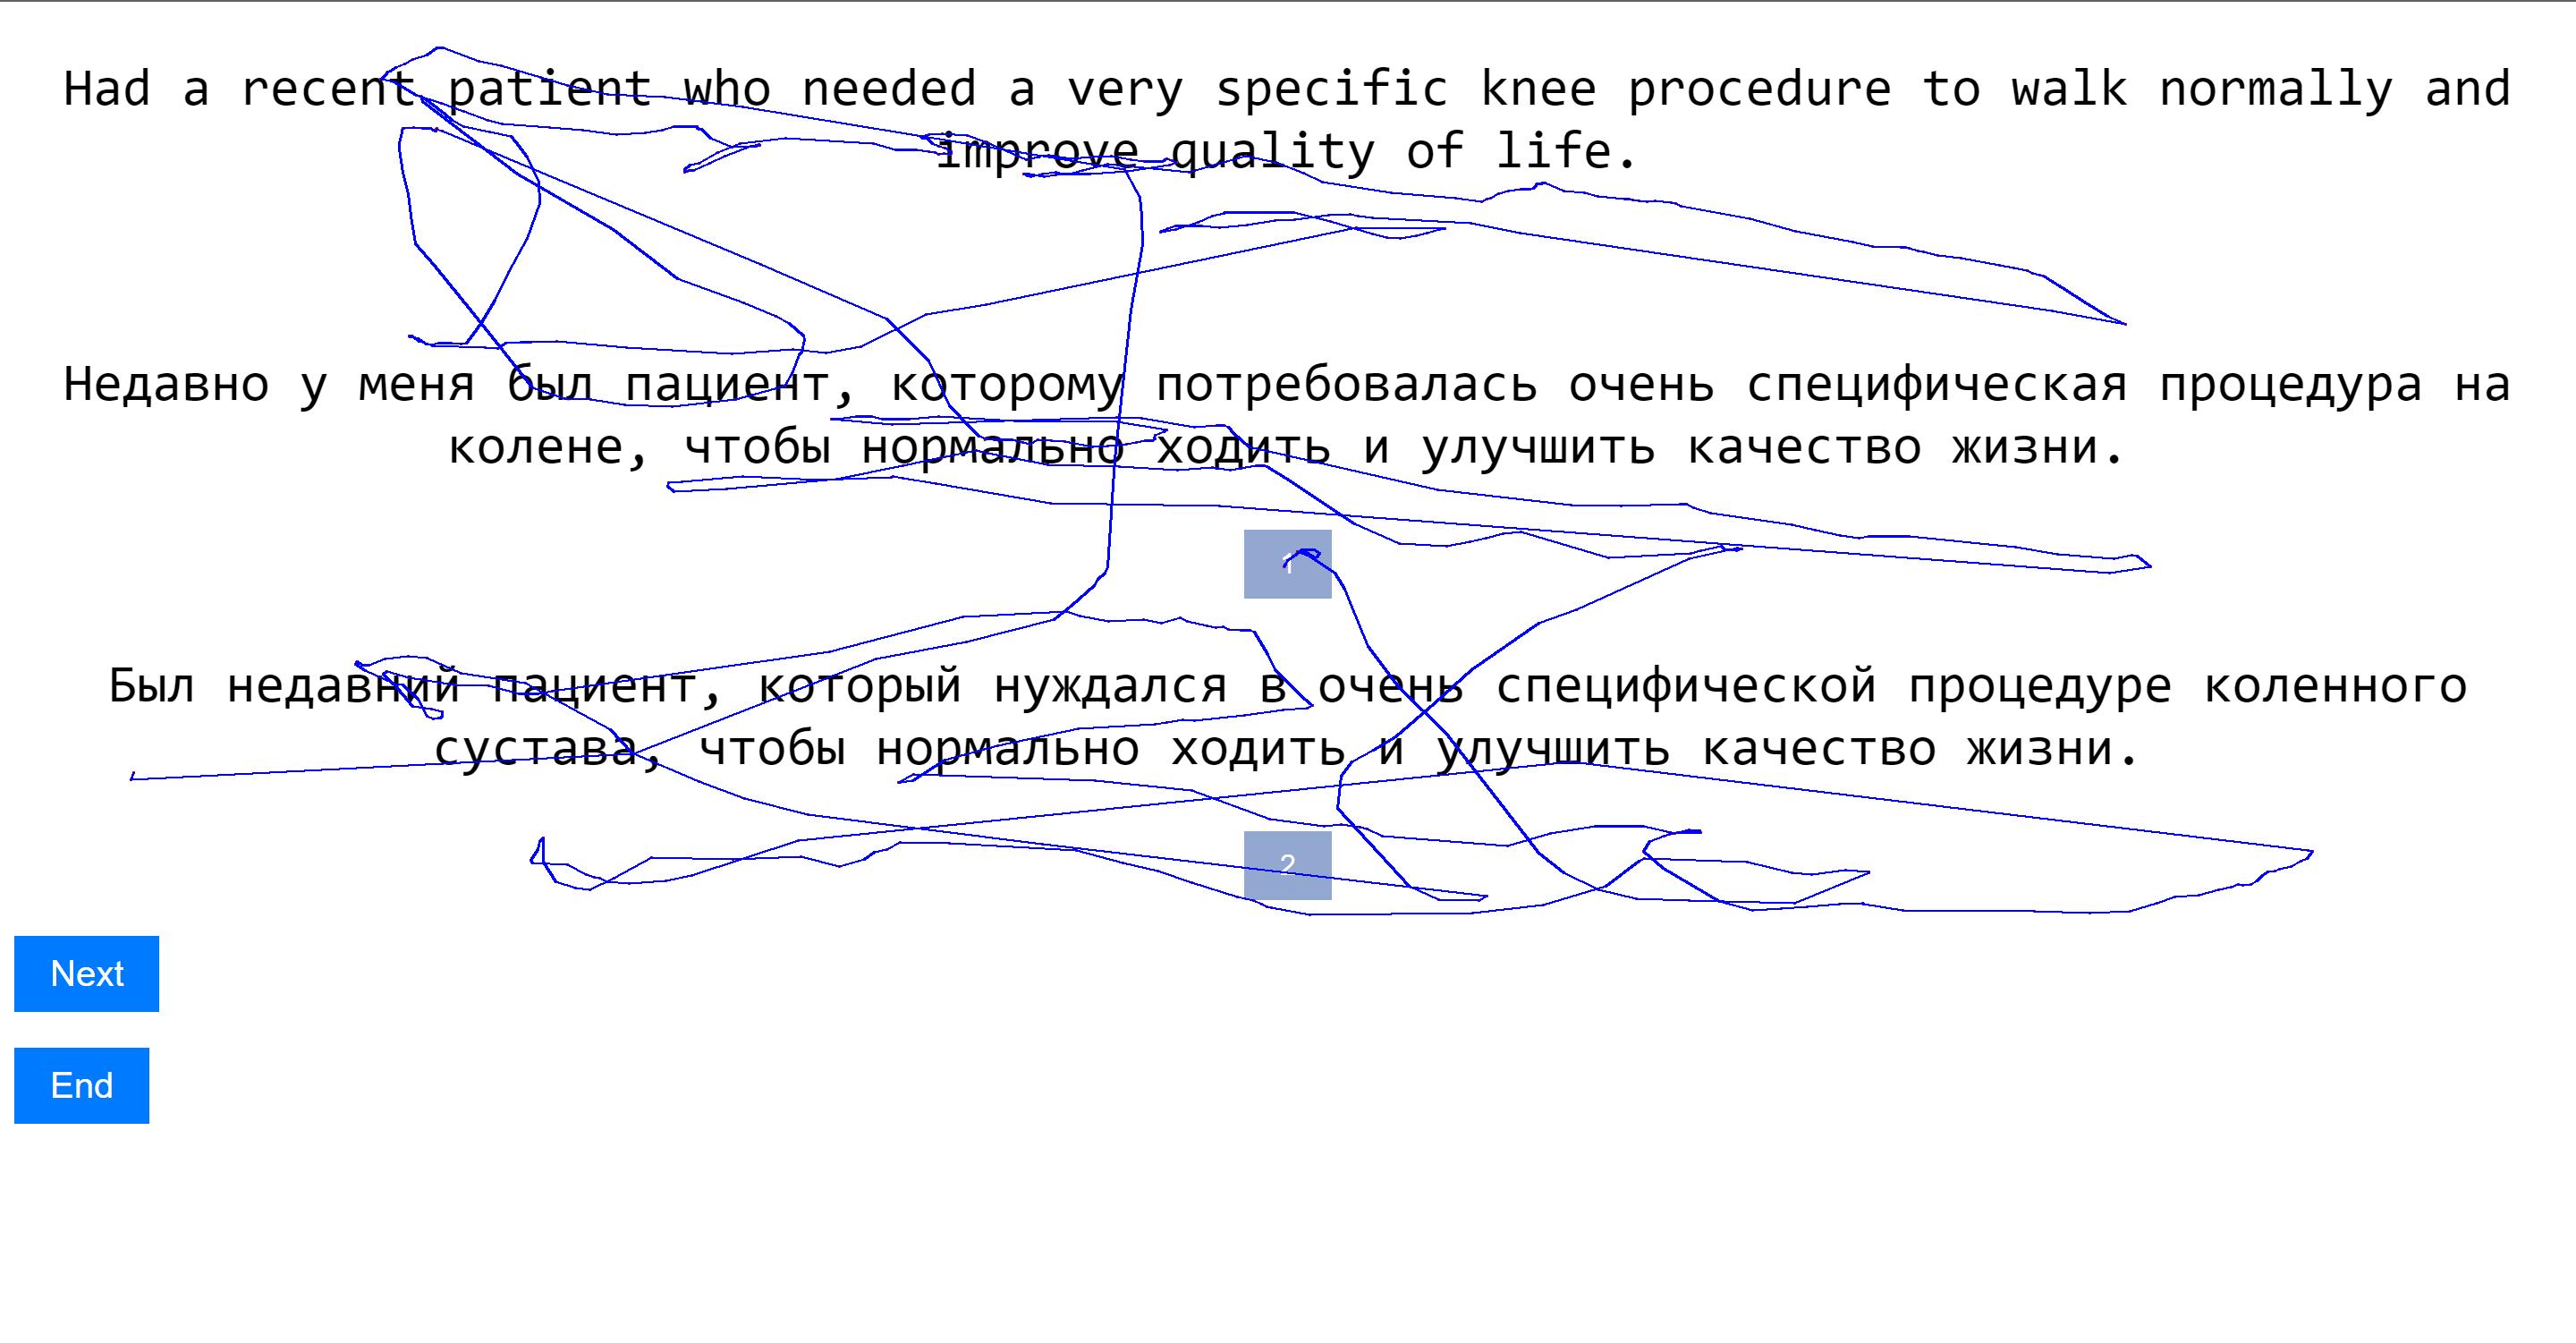 Had a recent patient who needed a very specific knee procedure to walk normally and
improve quality of life.
Недавно у меня был пациент, которому потребовалась очень специфическая процедура на
колене, чтобы нормально ходить и улучшить качество жизни.
1
Был недавний пациент, который нуждался в очень специфической процедуре коленного
сустава, чтобы нормально ходить и улучшить качество жизни.
2
Next
End